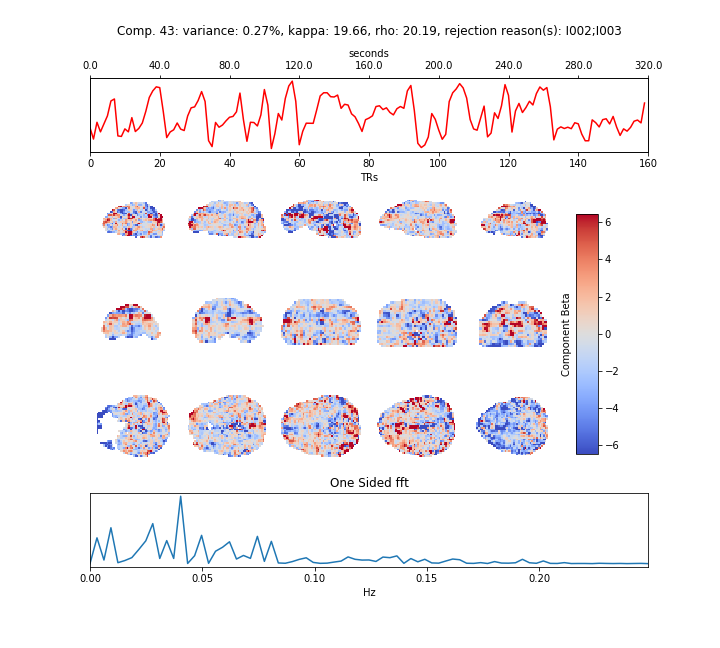 Comp. 43: variance: 0.27%, kappa: 19.66, rho: 20.19, rejection reason(s): I002;I003
seconds
0.0 40.0 80.0 120.0 160.0 200.0 240.0 280.0 320.0
0 20 40 60 80 100 120 140 160
TRs
6
4
2
0
−2
−4
−6
Component Beta
One Sided fft
0.00 0.05 0.10 0.15 0.20
Hz